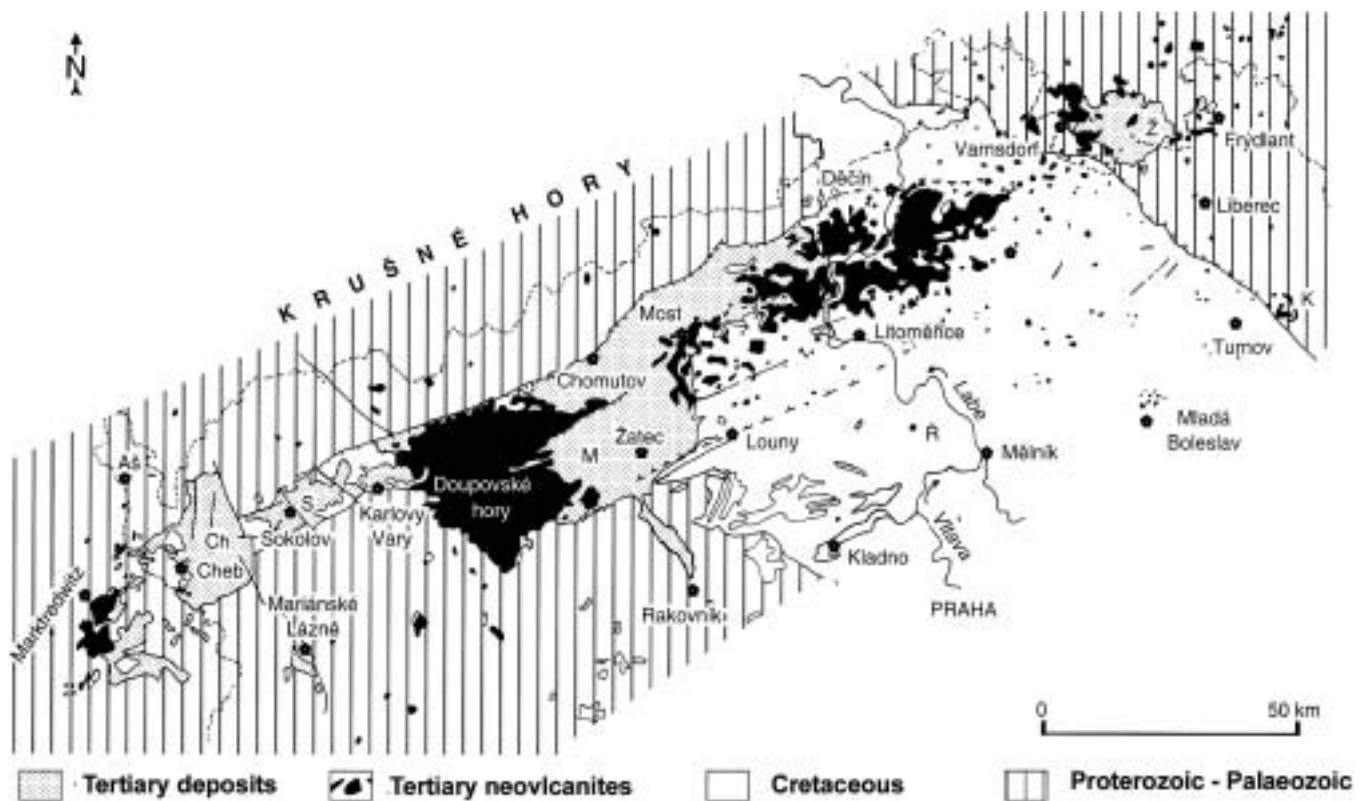 N
KRUŠNÉ HORY
Varnsdorf
Ž
Frýdlant
Děčín
Liberec
K
Most
Litoměřice
Turnov
Chomutov
Labe
Mladá
Boleslav
Aš
Žatec
Louny
Ř
Mělník
M
Doupovské
hory
S
Karlovy
Vary
Sokolov
Ch
Cheb
Kladno
Vltava
Marktredwitz
Mariánské
Lázně
Rakovník
PRAHA
0 50 km
Tertiary deposits
Tertiary neovlcanites
Cretaceous
Proterozoic - Palaeozoic